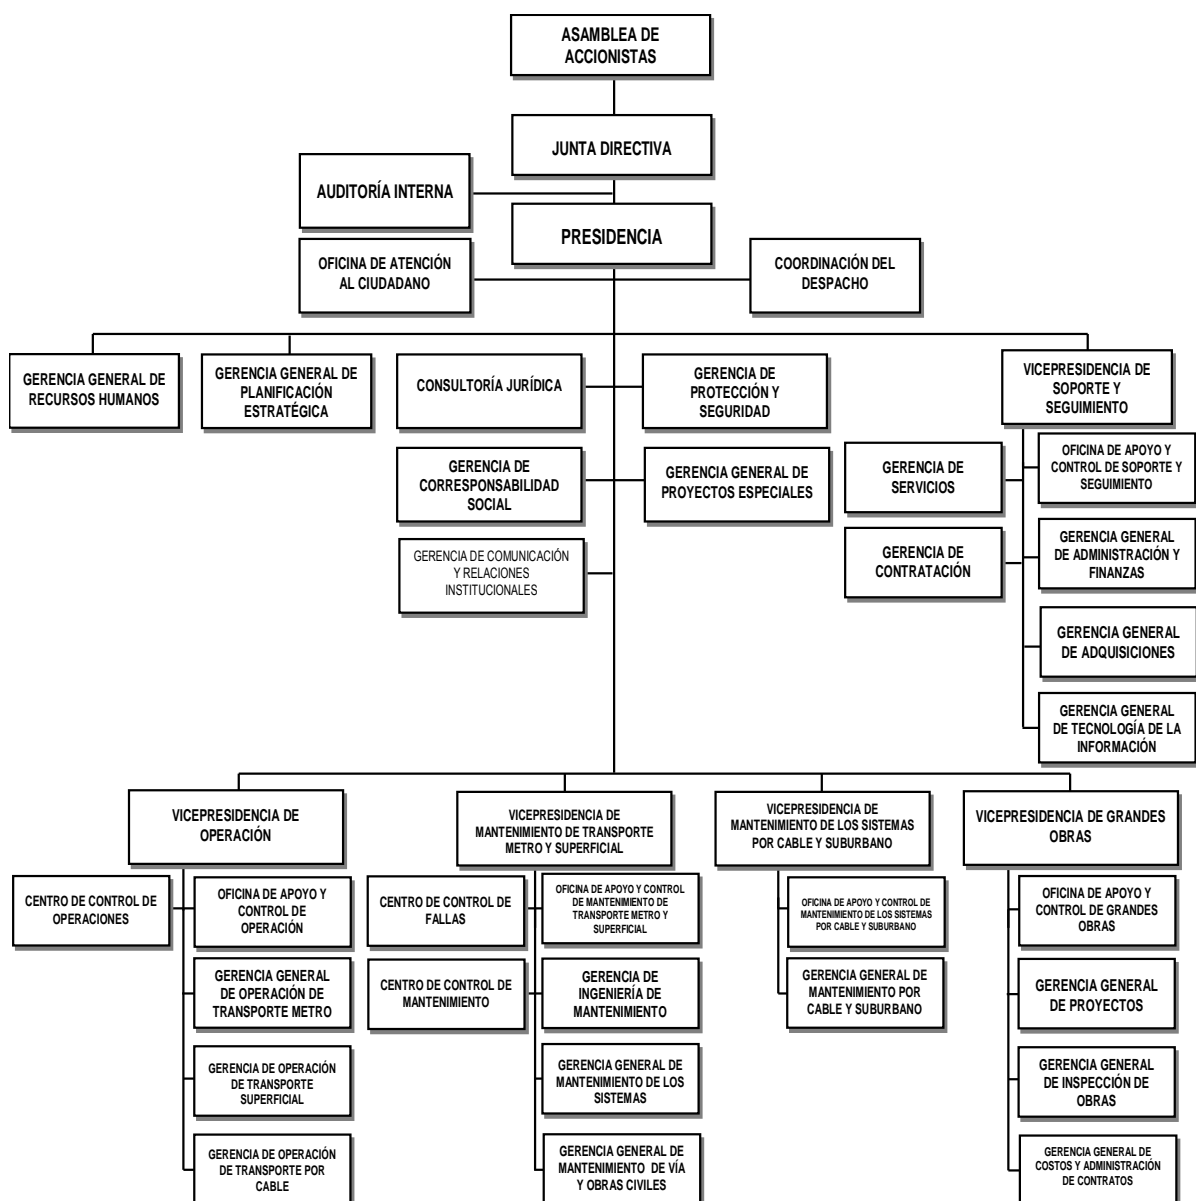 ASAMBLEA DE
ACCIONISTAS
JUNTA DIRECTIVA
AUDITORÍA INTERNA
PRESIDENCIA
OFICINA DE ATENCIÓN
AL CIUDADANO
COORDINACIÓN DEL
DESPACHO
GERENCIA GENERAL DE
RECURSOS HUMANOS
GERENCIA GENERAL DE
PLANIFICACIÓN
ESTRATÉGICA
CONSULTORÍA JURÍDICA
GERENCIA DE
PROTECCIÓN Y
SEGURIDAD
VICEPRESIDENCIA DE
SOPORTE Y
SEGUIMIENTO
GERENCIA DE
CORRESPONSABILIDAD
SOCIAL
GERENCIA GENERAL DE
PROYECTOS ESPECIALES
GERENCIA DE
SERVICIOS
OFICINA DE APOYO Y
CONTROL DE SOPORTE Y
SEGUIMIENTO
GERENCIA DE COMUNICACIÓN
Y RELACIONES
INSTITUCIONALES
GERENCIA DE
CONTRATACIÓN
GERENCIA GENERAL
DE ADMINISTRACIÓN Y
FINANZAS
GERENCIA GENERAL
DE ADQUISICIONES
GERENCIA GENERAL
DE TECNOLOGÍA DE LA
INFORMACIÓN
VICEPRESIDENCIA DE
OPERACIÓN
VICEPRESIDENCIA DE
MANTENIMIENTO DE TRANSPORTE
METRO Y SUPERFICIAL
VICEPRESIDENCIA DE
MANTENIMIENTO DE LOS SISTEMAS
POR CABLE Y SUBURBANO
VICEPRESIDENCIA DE GRANDES
OBRAS
CENTRO DE CONTROL DE
OPERACIONES
OFICINA DE APOYO Y
CONTROL DE
OPERACIÓN
CENTRO DE CONTROL DE
FALLAS
OFICINA DE APOYO Y CONTROL
DE MANTENIMIENTO DE
TRANSPORTE METRO Y
SUPERFICIAL
OFICINA DE APOYO Y CONTROL DE
MANTENIMIENTO DE LOS SISTEMAS
POR CABLE Y SUBURBANO
OFICINA DE APOYO Y
CONTROL DE GRANDES
OBRAS
GERENCIA GENERAL
DE OPERACIÓN DE
TRANSPORTE METRO
CENTRO DE CONTROL DE
MANTENIMIENTO
GERENCIA DE
INGENIERÍA DE
MANTENIMIENTO
GERENCIA GENERAL DE
MANTENIMIENTO POR
CABLE Y SUBURBANO
GERENCIA GENERAL
DE PROYECTOS
GERENCIA DE OPERACIÓN
DE TRANSPORTE
SUPERFICIAL
GERENCIA GENERAL DE
MANTENIMIENTO DE LOS
SISTEMAS
GERENCIA GENERAL
DE INSPECCIÓN DE
OBRAS
GERENCIA DE OPERACIÓN
DE TRANSPORTE POR
CABLE
GERENCIA GENERAL DE
MANTENIMIENTO DE VÍA
Y OBRAS CIVILES
GERENCIA GENERAL DE
COSTOS Y ADMINISTRACIÓN
DE CONTRATOS